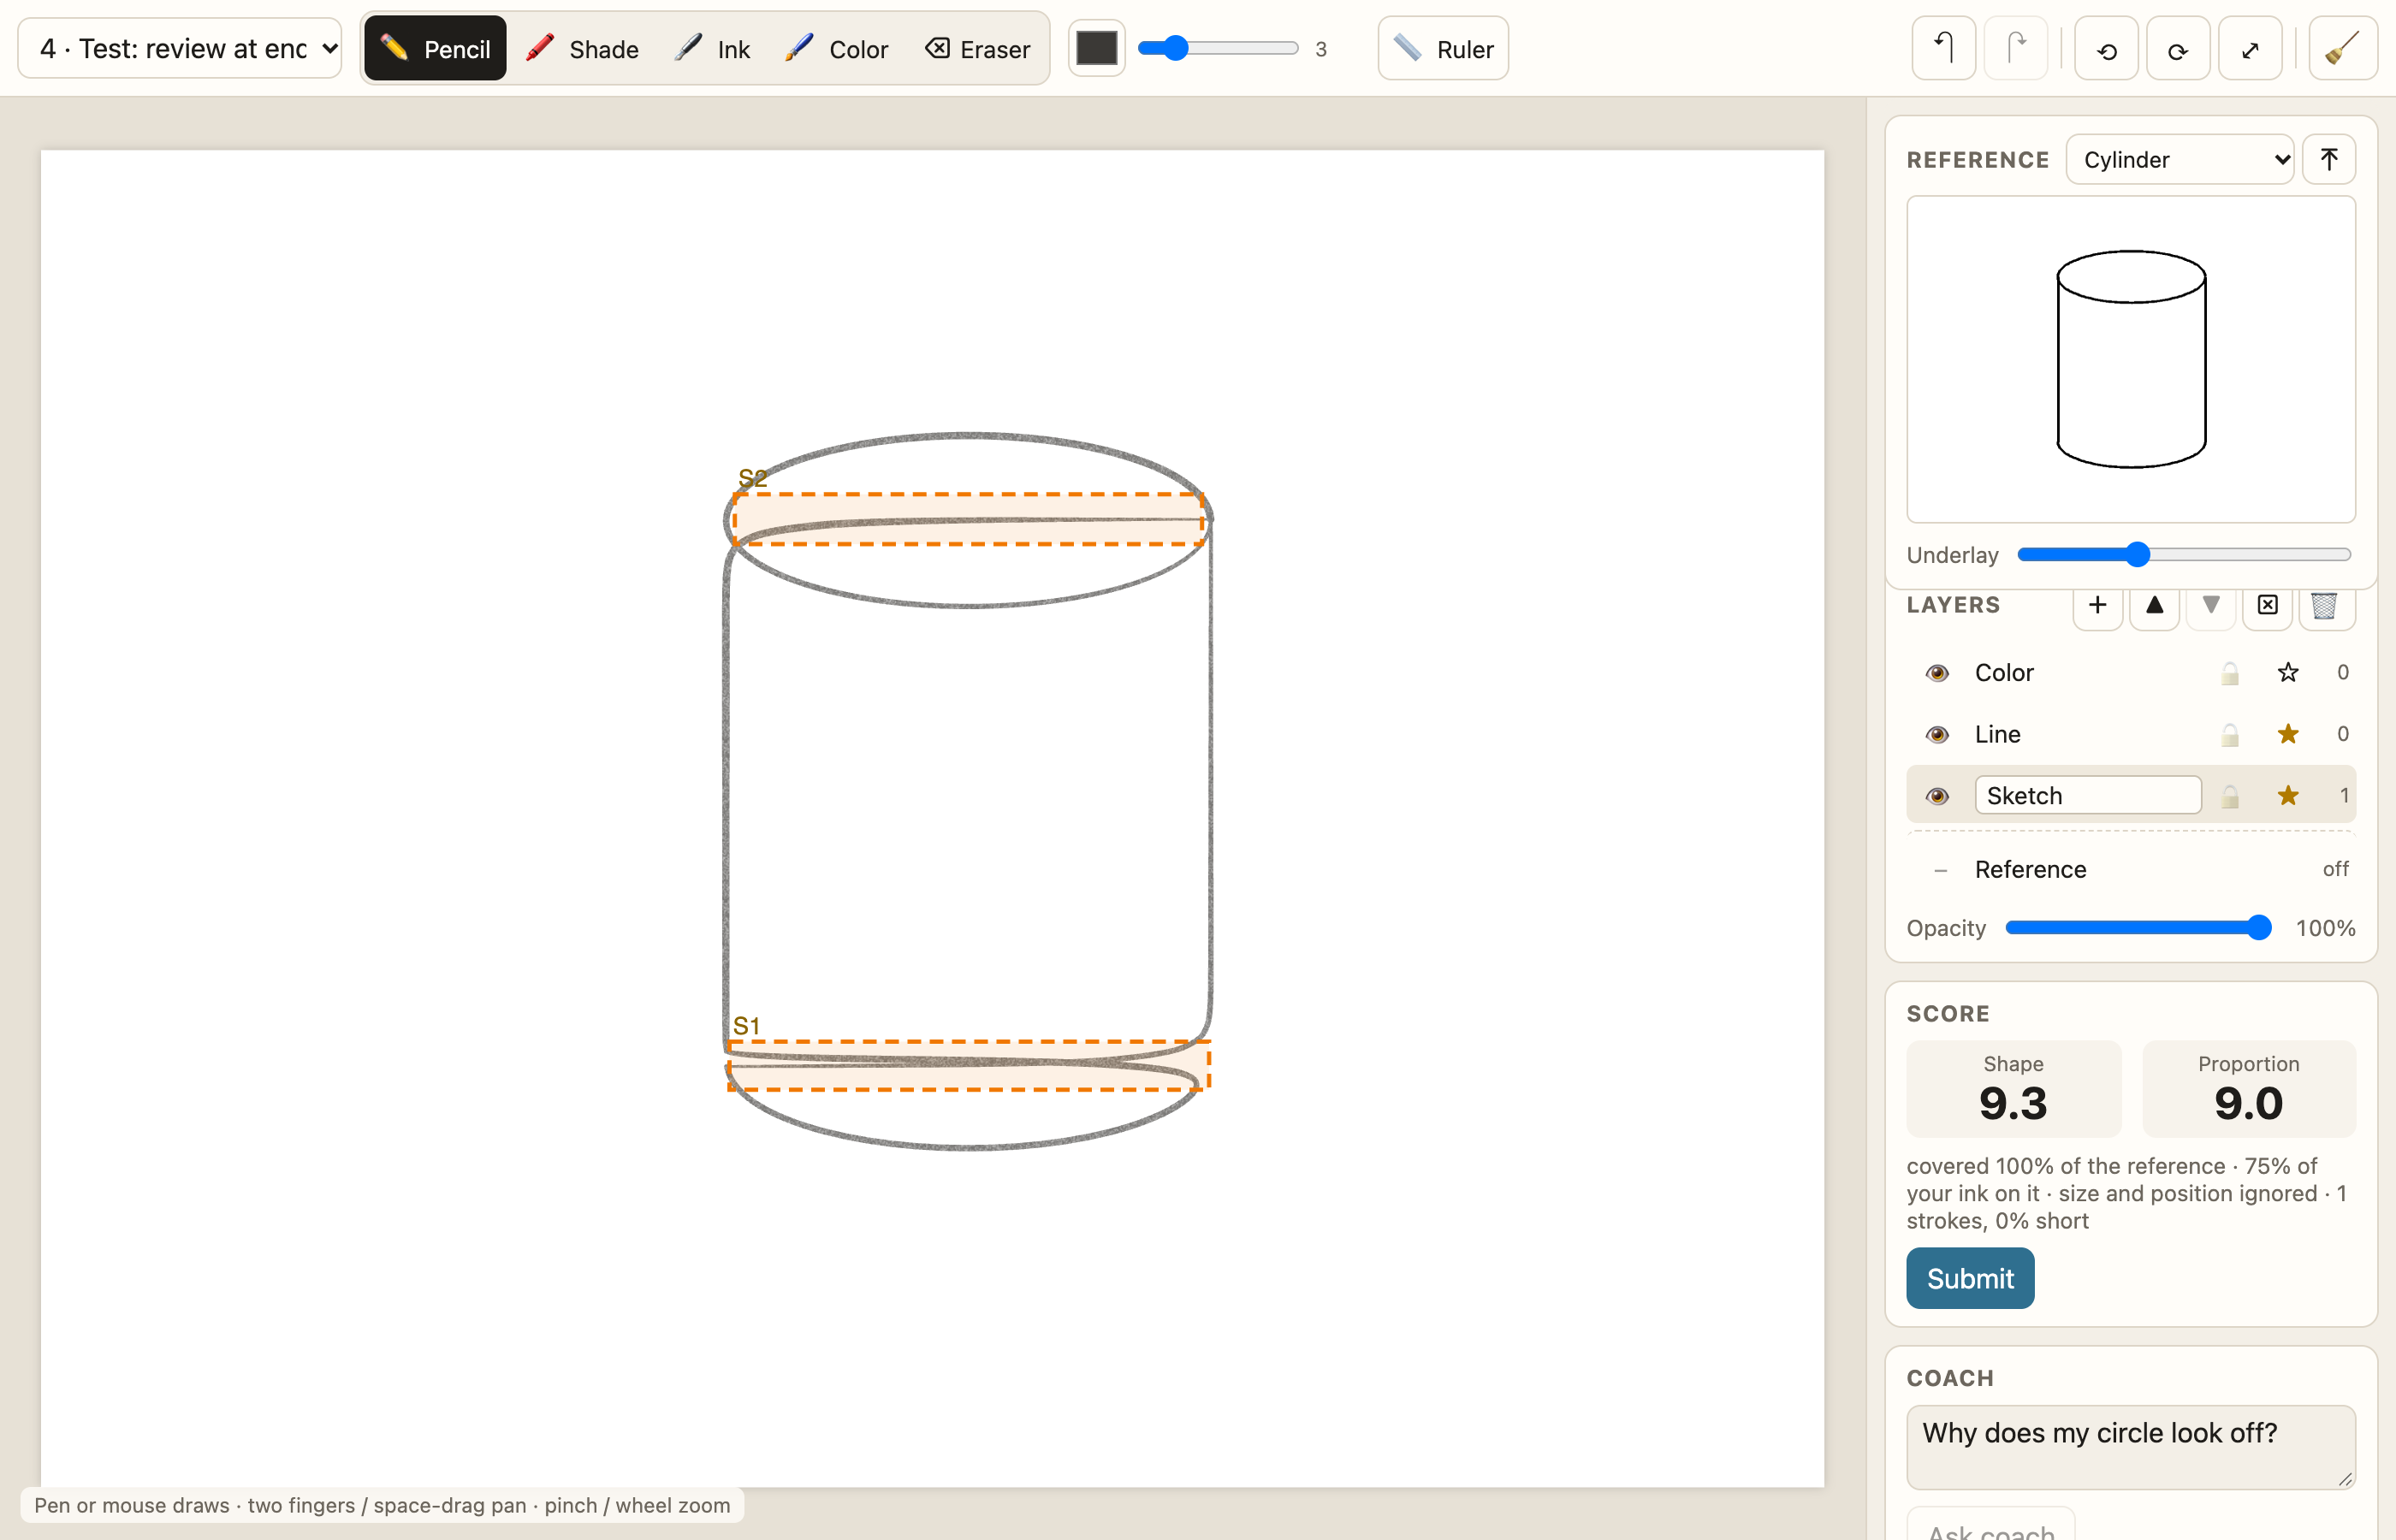 4 · Test: review at enc
Pencil
Shade
Ink
Color
Eraser
3
Ruler
REFERENCE
Cylinder
Underlay
LAYERS
Color
0
Line
0
Sketch
1
Reference
off
Opacity
100%
SCORE
Shape
9.3
Proportion
9.0
covered 100% of the reference · 75% of
your ink on it · size and position ignored · 1
strokes, 0% short
Submit
COACH
Why does my circle look off?
Ask coach
S2
S1
Pen or mouse draws · two fingers / space-drag pan · pinch / wheel zoom